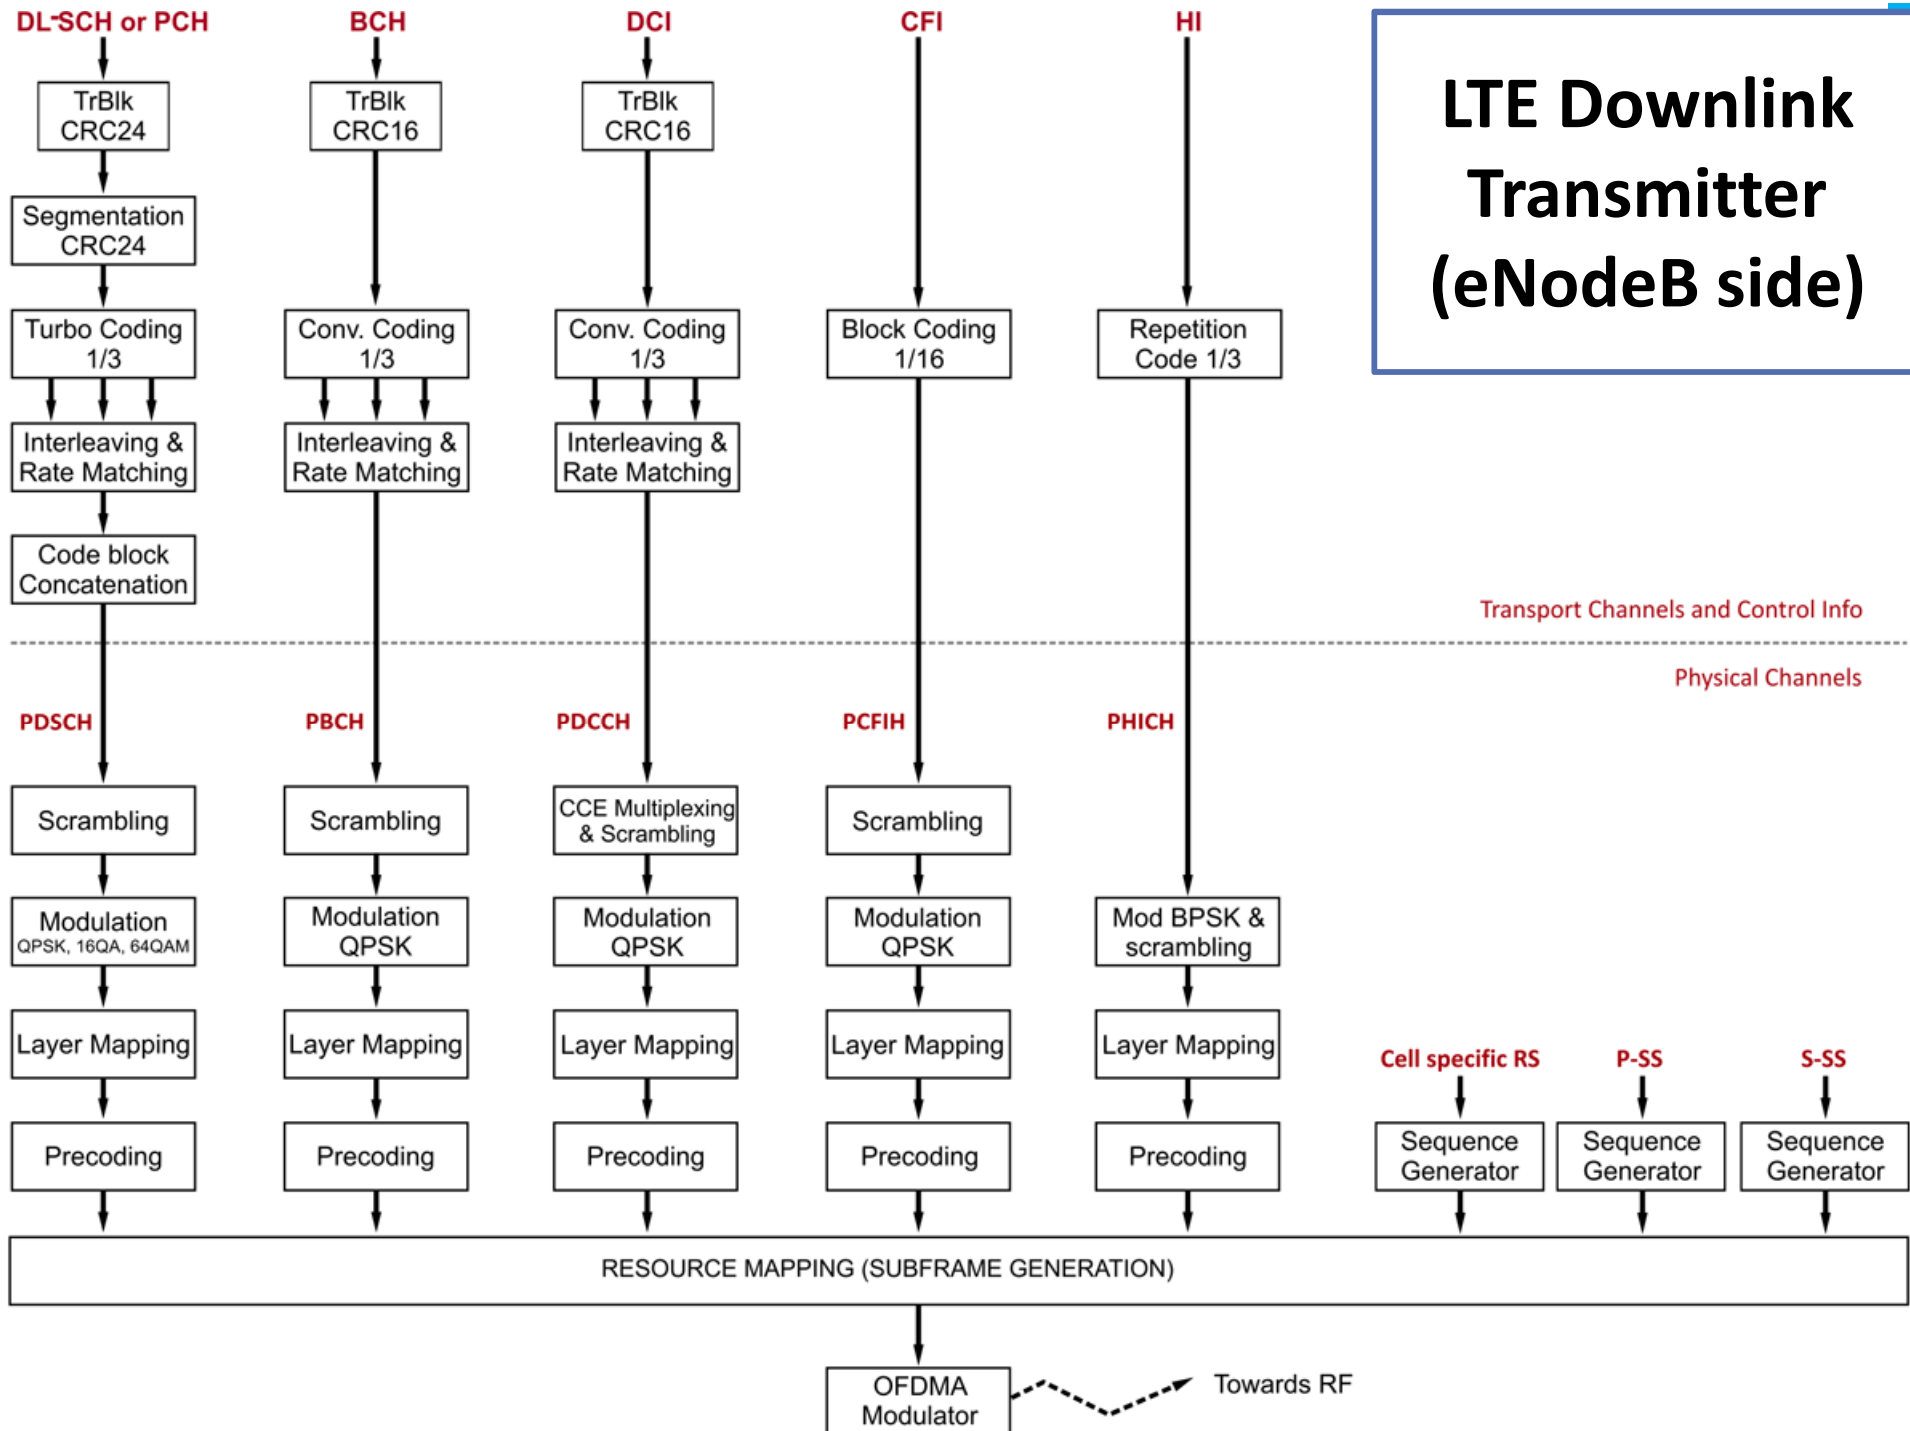 DL-SCH or PCH
BCH
DCI
CFI
HI
LTE Downlink
Transmitter
(eNodeB side)
TrBlk
CRC24
TrBlk
CRC16
TrBlk
CRC16
Segmentation
CRC24
Turbo Coding
1/3
Conv. Coding
1/3
Conv. Coding
1/3
Block Coding
1/16
Repetition
Code 1/3
Interleaving &
Rate Matching
Interleaving &
Rate Matching
Interleaving &
Rate Matching
Code block
Concatenation
Transport Channels and Control Info
Physical Channels
PDSCH
PBCH
PDCCH
PCFIH
PHICH
Scrambling
Scrambling
CCE Multiplexing
& Scrambling
Scrambling
Modulation
QPSK, 16QA, 64QAM
Modulation
QPSK
Modulation
QPSK
Modulation
QPSK
Mod BPSK &
scrambling
Layer Mapping
Layer Mapping
Layer Mapping
Layer Mapping
Layer Mapping
Cell specific RS
P-SS
S-SS
Precoding
Precoding
Precoding
Precoding
Precoding
Sequence
Generator
Sequence
Generator
Sequence
Generator
RESOURCE MAPPING (SUBFRAME GENERATION)
OFDMA
Modulator
Towards RF